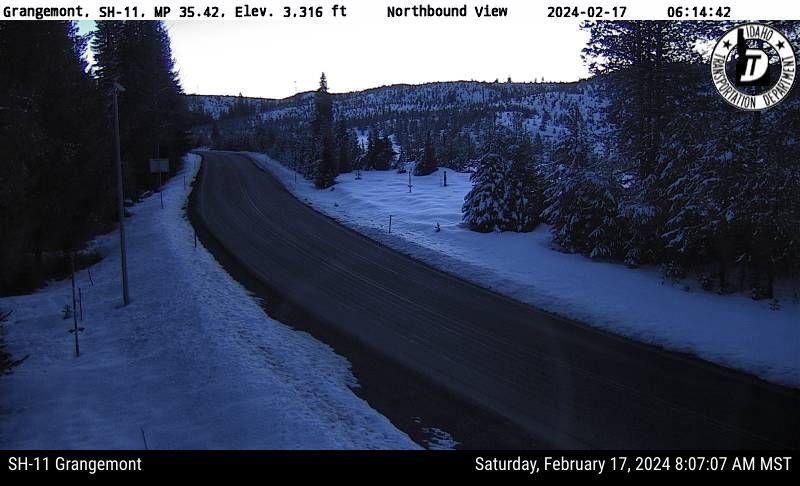 Grangemont, SH-11, MP 35.42, Elev. 3,316 ft Northbound View 2024-02-17 06:14:42
IDAHO
TRANSPORTATION DEPARTMENT
SH-11 Grangemont Saturday, February 17, 2024 8:07:07 AM MST